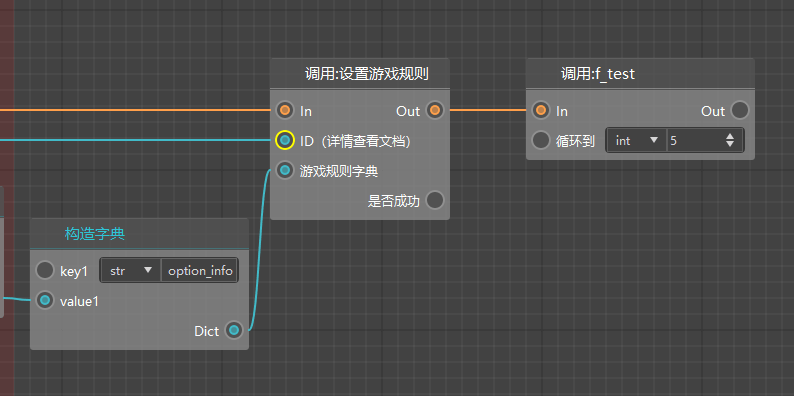 调用:设置游戏规则
In
Out
ID（详情查看文档）
游戏规则字典
是否成功
调用:f_test
In
Out
循环到
int
5
构造字典
key1
str
option_info
value1
Dict